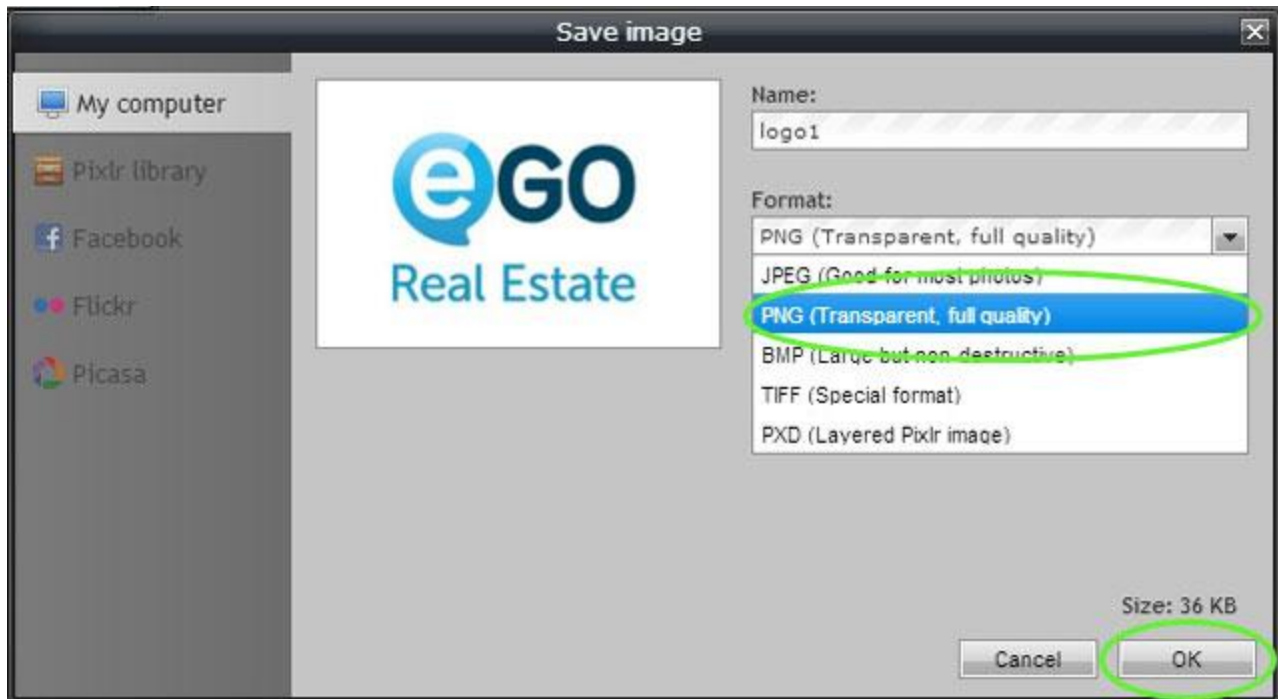 Save image
My computer
Pixlr library
Facebook
Flickr
Picasa
eGO
Real Estate
Name:
logo1
Format:
PNG (Transparent, full quality)
JPEG (Good for most photos)
PNG (Transparent, full quality)
BMP (Large but non-destructive)
TIFF (Special format)
PXD (Layered Pixlr image)
Size: 36 KB
Cancel
OK